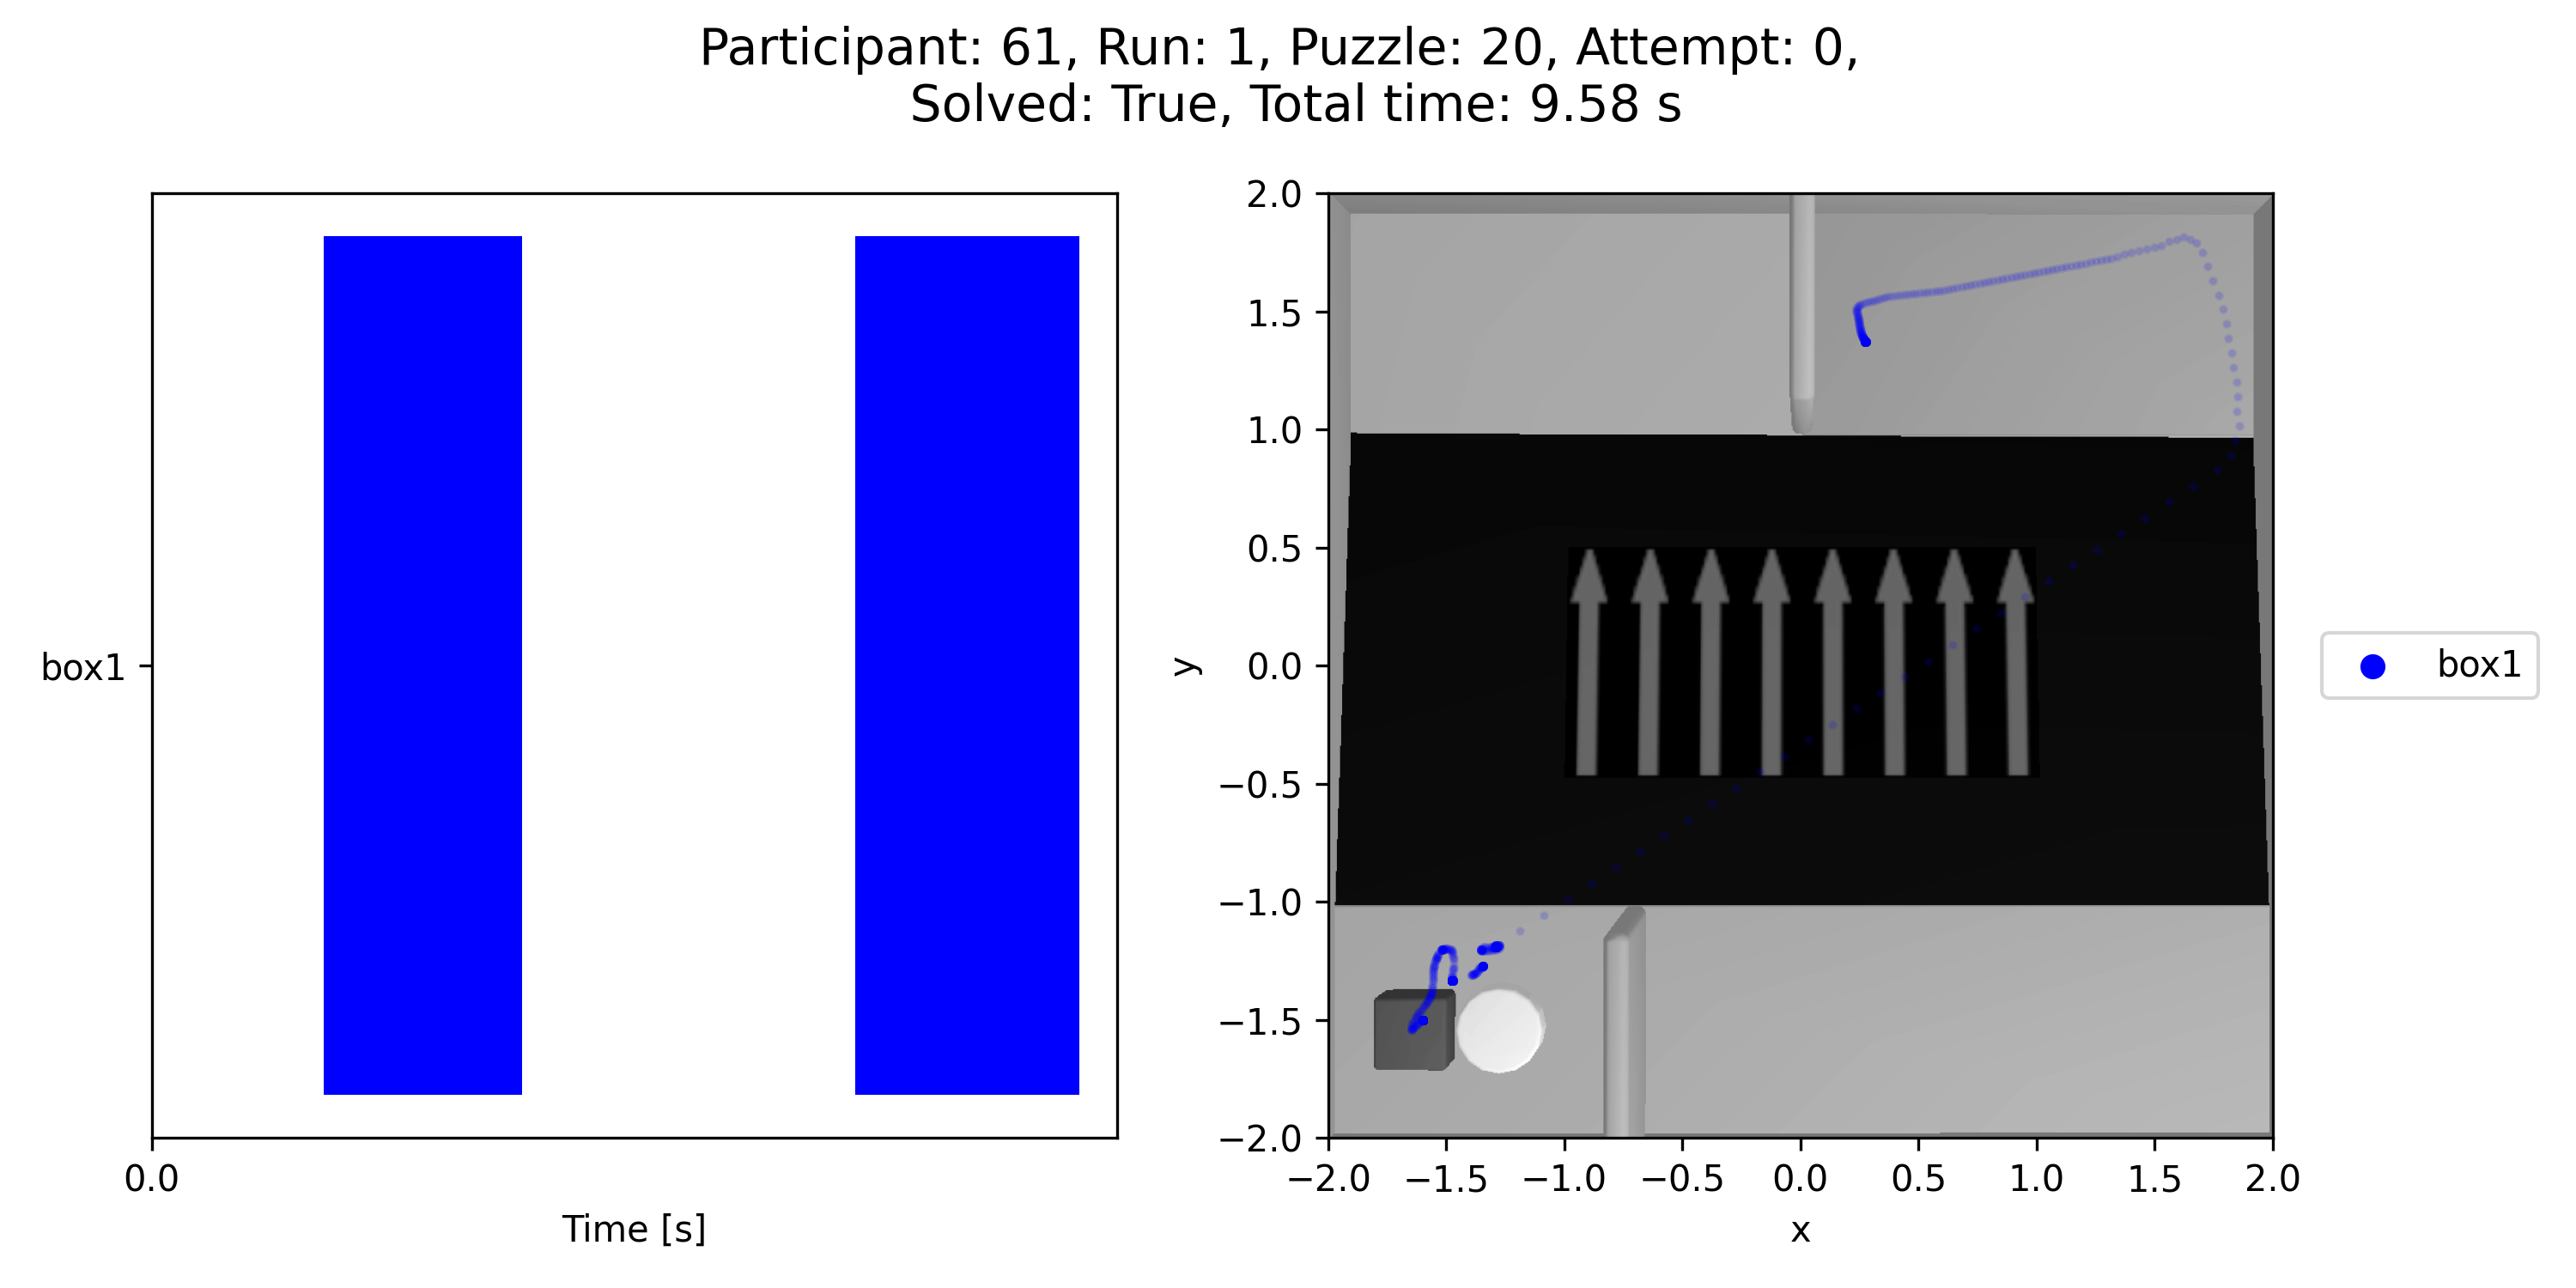 Participant: 61, Run: 1, Puzzle: 20, Attempt: 0,
Solved: True, Total time: 9.58 s
box1
0.0
Time [s]
2.0
1.5
1.0
0.5
0.0
−0.5
−1.0
−1.5
−2.0
y
−2.0 −1.5 −1.0 −0.5 0.0 0.5 1.0 1.5 2.0
x
box1